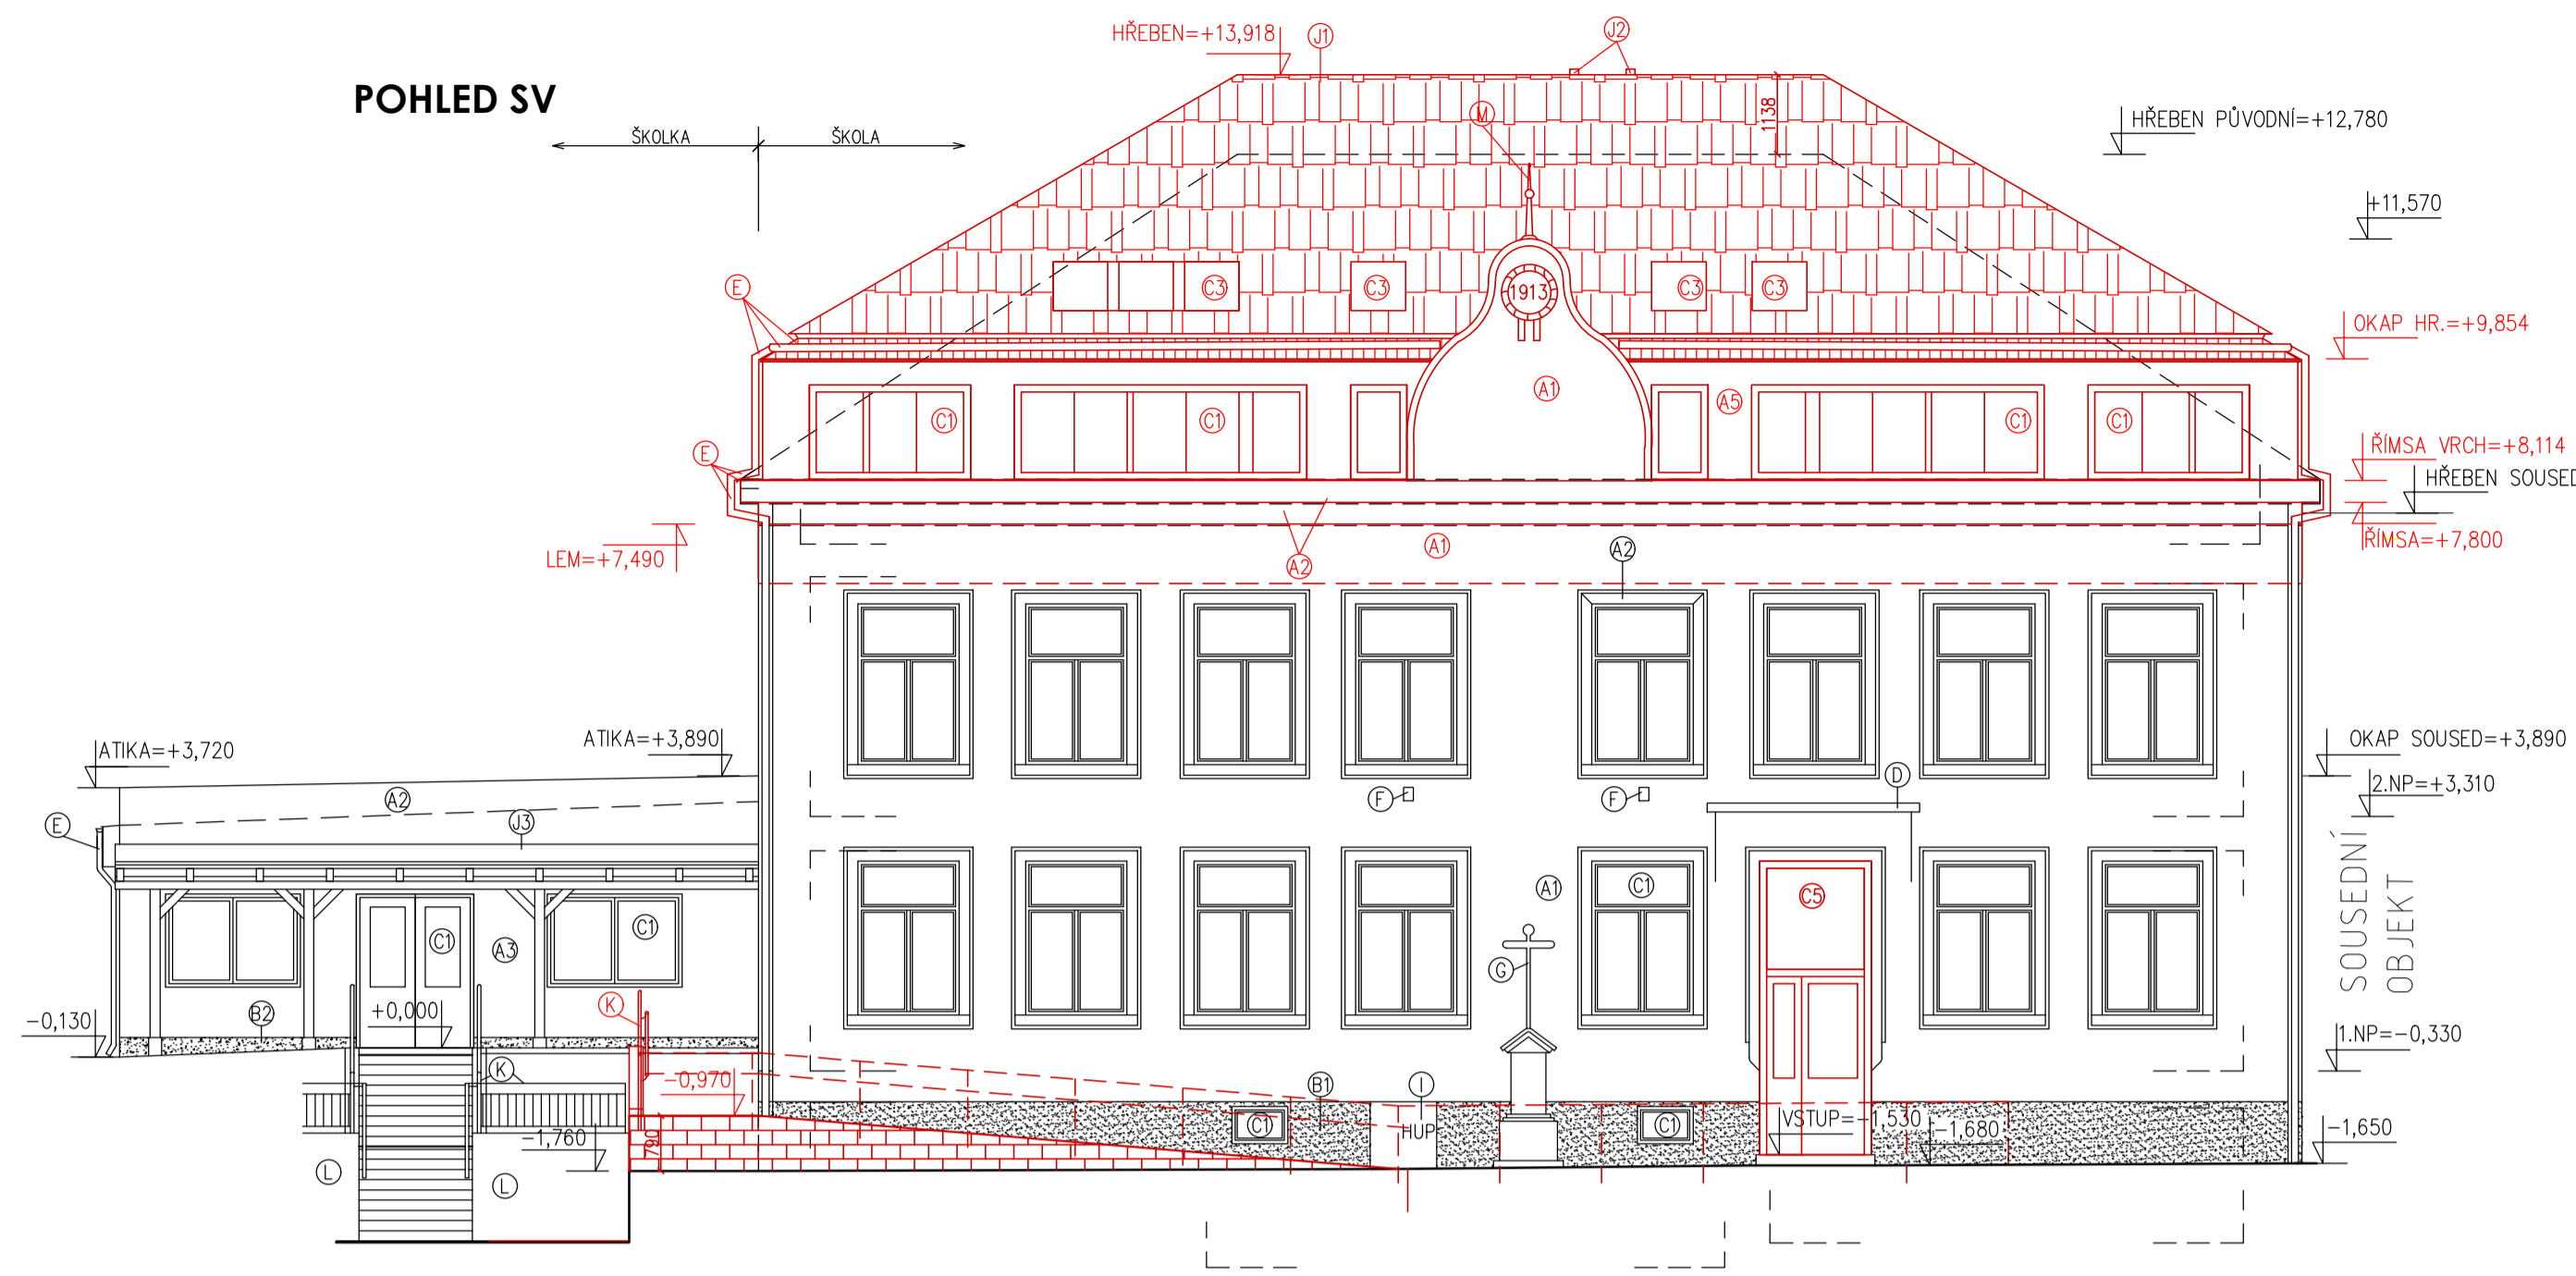 HŘEBEN=+13,918
J1
J2
POHLED SV
ŠKOLKA
ŠKOLA
1138
M
HŘEBEN PŮVODNÍ=+12,780
+11,570
E
C3
C3
1913
C3
C3
OKAP HR.=+9,854
A1
A5
C1
C1
C1
C1
E
ŘÍMSA VRCH=+8,114
HŘEBEN SOUSED
LEM=+7,490
A2
A1
A2
ŘÍMSA=+7,800
ATIKA=+3,720
ATIKA=+3,890
OKAP SOUSED=+3,890
D
2.NP=+3,310
A2
F
F
E
J3
SOUSEDNÍ
OBJEKT
A1
C1
C5
C1
A3
C1
G
B2
+0,000
K
-0,130
1.NP=-0,330
K
-0,970
B1
I
C1
HUP
C1
VSTUP=-1,530
-1,680
-1,650
-1,760
790
L
L